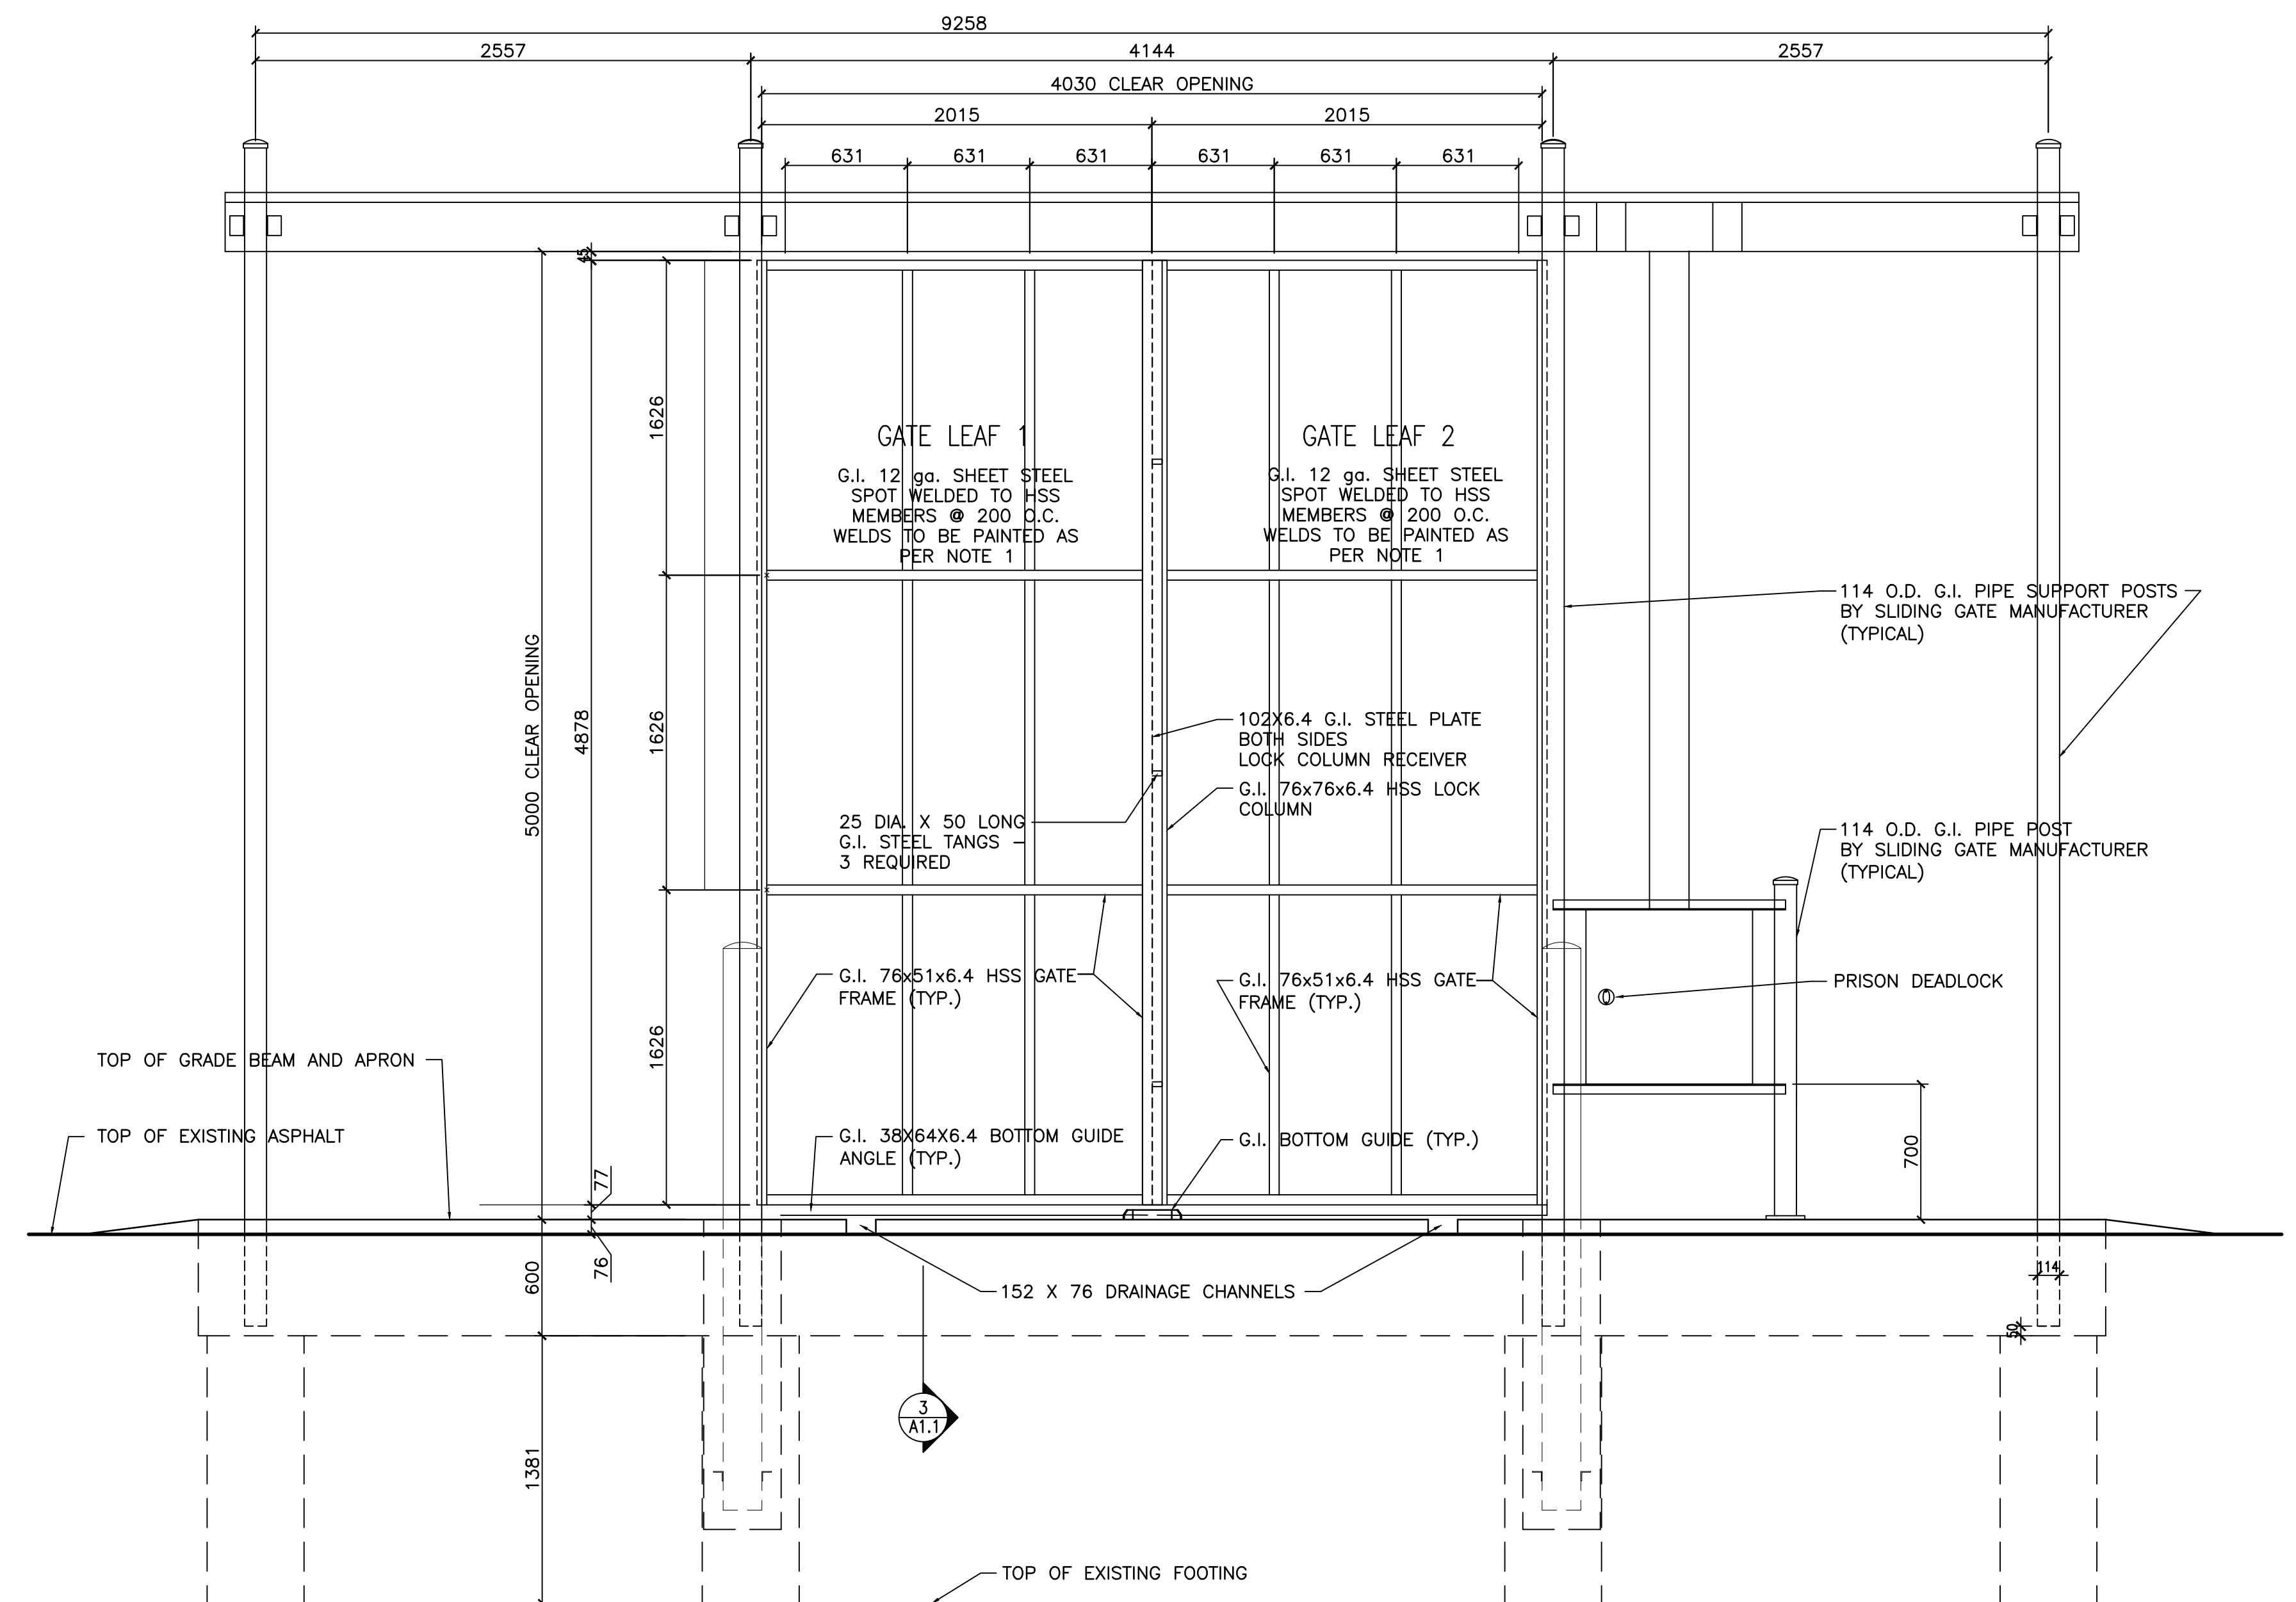 9258
2557
4144
2557
4030 CLEAR OPENING
2015
2015
631
631
631
631
631
631
45
1626
GATE LEAF 1
G.I. 12 ga. SHEET STEEL
SPOT WELDED TO HSS
MEMBERS @ 200 O.C.
WELDS TO BE PAINTED AS
PER NOTE 1
GATE LEAF 2
G.I. 12 ga. SHEET STEEL
SPOT WELDED TO HSS
MEMBERS @ 200 O.C.
WELDS TO BE PAINTED AS
PER NOTE 1
114 O.D. G.I. PIPE SUPPORT POSTS
BY SLIDING GATE MANUFACTURER
(TYPICAL)
5000 CLEAR OPENING
4878
1626
102X6.4 G.I. STEEL PLATE
BOTH SIDES
LOCK COLUMN RECEIVER
G.I. 76x76x6.4 HSS LOCK
COLUMN
25 DIA. X 50 LONG
G.I. STEEL TANGS -
3 REQUIRED
114 O.D. G.I. PIPE POST
BY SLIDING GATE MANUFACTURER
(TYPICAL)
G.I. 76x51x6.4 HSS GATE
FRAME (TYP.)
G.I. 76x51x6.4 HSS GATE
FRAME (TYP.)
PRISON DEADLOCK
1626
TOP OF GRADE BEAM AND APRON
TOP OF EXISTING ASPHALT
G.I. 38X64X6.4 BOTTOM GUIDE
ANGLE (TYP.)
G.I. BOTTOM GUIDE (TYP.)
700
77
76
600
152 X 76 DRAINAGE CHANNELS
114
50
3
A1.1
1381
TOP OF EXISTING FOOTING